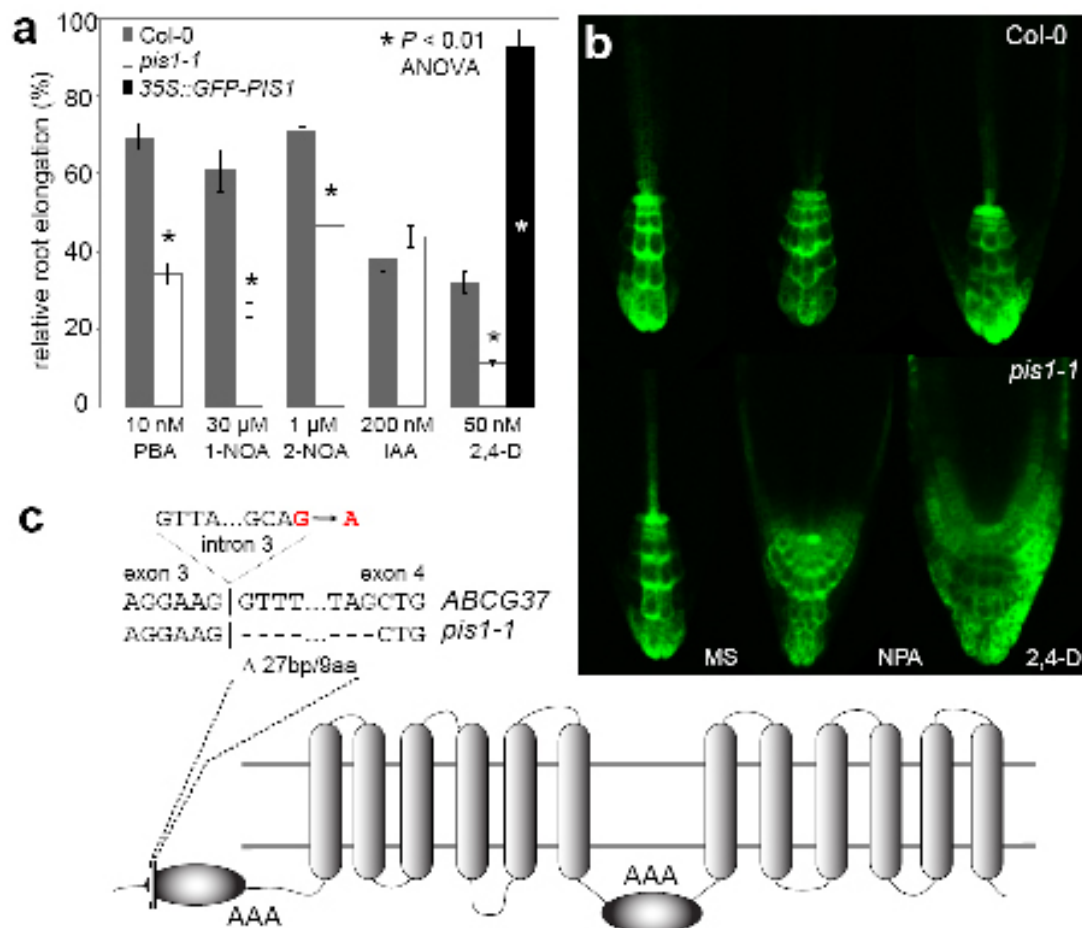 a
relative root elongation (%)
100
80
60
40
20
0
Col-0
pis1-1
35S::GFP-PIS1
* P < 0.01
ANOVA
*
*
*
*
*
10 nM
PBA
30 µM
1-NOA
1 µM
2-NOA
200 nM
IAA
50 nM
2,4-D
b
Col-0
pis1-1
MS
NPA
2,4-D
c
GTTA...GCAG→A
intron 3
exon 3 exon 4
AGGAAG|GTTT...TAGCTG ABCG37
AGGAAG|----...----CTG pis1-1
Δ 27bp/9aa
AAA
AAA